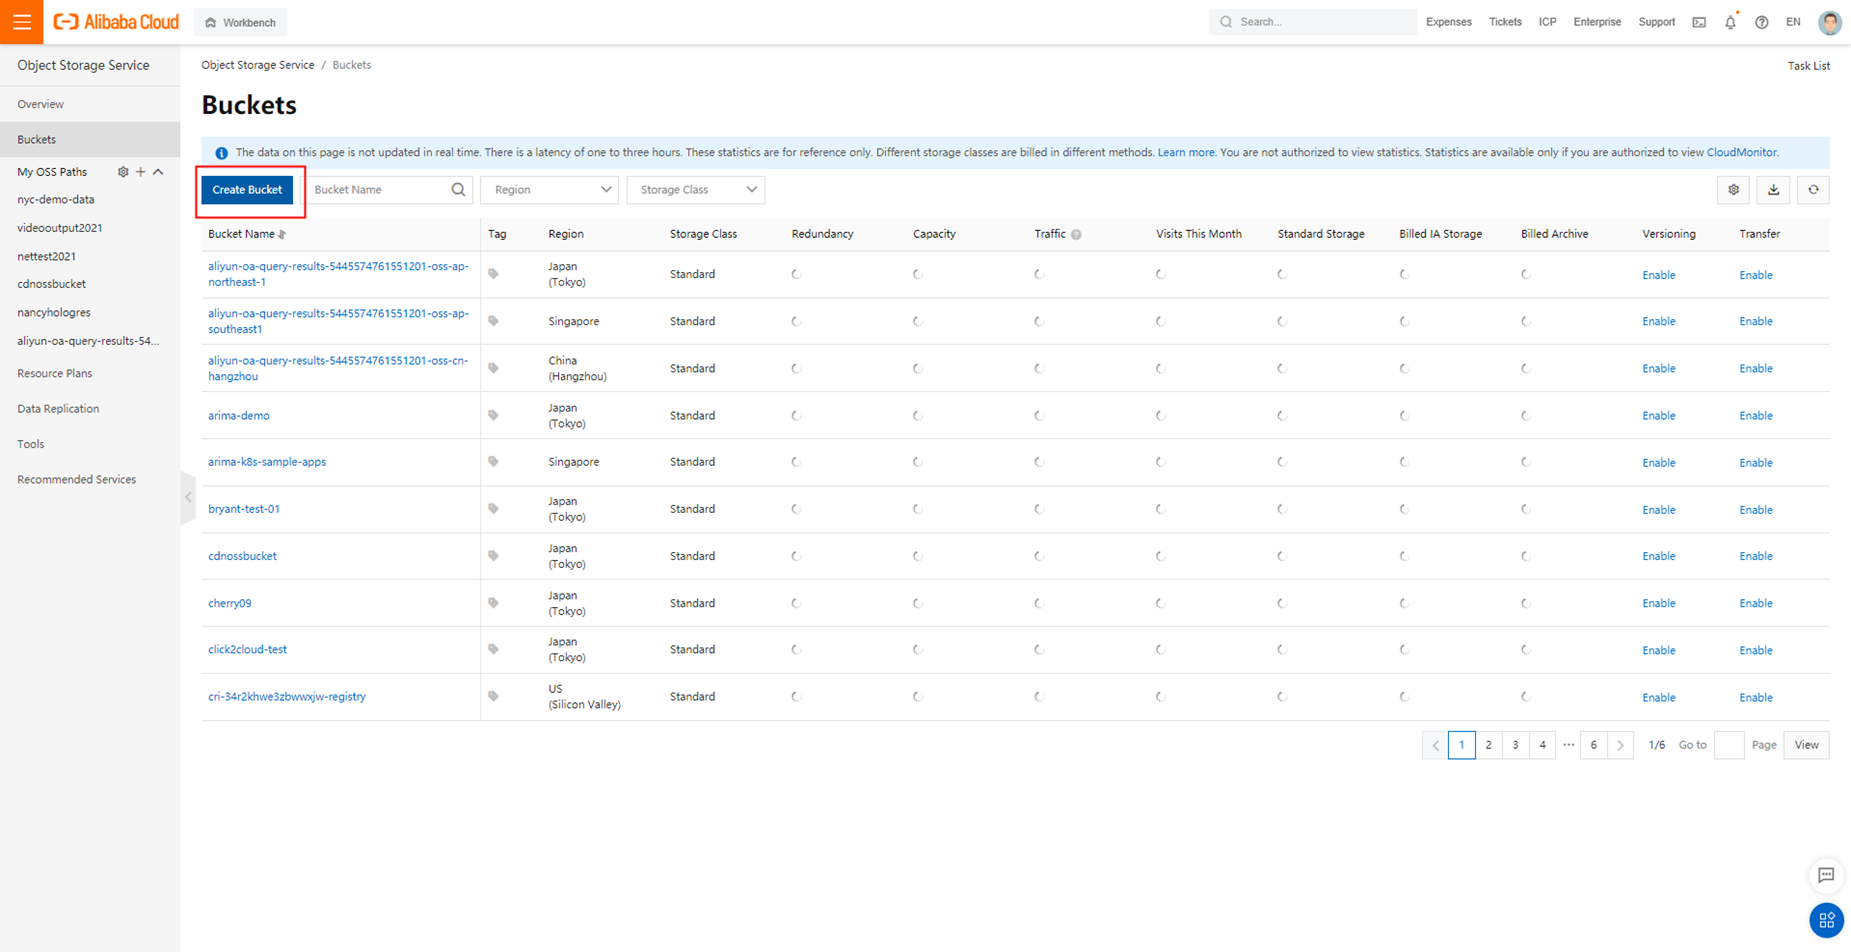 Alibaba Cloud
Workbench
Search...
Expenses
Tickets
ICP
Enterprise
Support
EN
Object Storage Service
Overview
Buckets
My OSS Paths
nyc-demo-data
videooutput2021
nettest2021
cdnossbucket
nancyhologres
aliyun-oa-query-results-54...
Resource Plans
Data Replication
Tools
Recommended Services
Object Storage Service / Buckets
Task List
Buckets
The data on this page is not updated in real time. There is a latency of one to three hours. These statistics are for reference only. Different storage classes are billed in different methods. Learn more. You are not authorized to view statistics. Statistics are available only if you are authorized to view CloudMonitor.
Create Bucket
Bucket Name
Region
Storage Class
Bucket Name Tag Region Storage Class Redundancy Capacity Traffic Visits This Month Standard Storage Billed IA Storage Billed Archive Versioning Transfer
aliyun-oa-query-results-5445574761551201-oss-ap-
northeast-1
Japan
(Tokyo)
Standard
Enable
Enable
aliyun-oa-query-results-5445574761551201-oss-ap-
southeast1
Singapore
Standard
Enable
Enable
aliyun-oa-query-results-5445574761551201-oss-cn-
hangzhou
China
(Hangzhou)
Standard
Enable
Enable
arima-demo
Japan
(Tokyo)
Standard
Enable
Enable
arima-k8s-sample-apps
Singapore
Standard
Enable
Enable
bryant-test-01
Japan
(Tokyo)
Standard
Enable
Enable
cdnossbucket
Japan
(Tokyo)
Standard
Enable
Enable
cherry09
Japan
(Tokyo)
Standard
Enable
Enable
click2cloud-test
Japan
(Tokyo)
Standard
Enable
Enable
cri-34r2khwe3zbwwxjw-registry
US
(Silicon Valley)
Standard
Enable
Enable
1 2 3 4 ... 6 1/6 Go to Page View